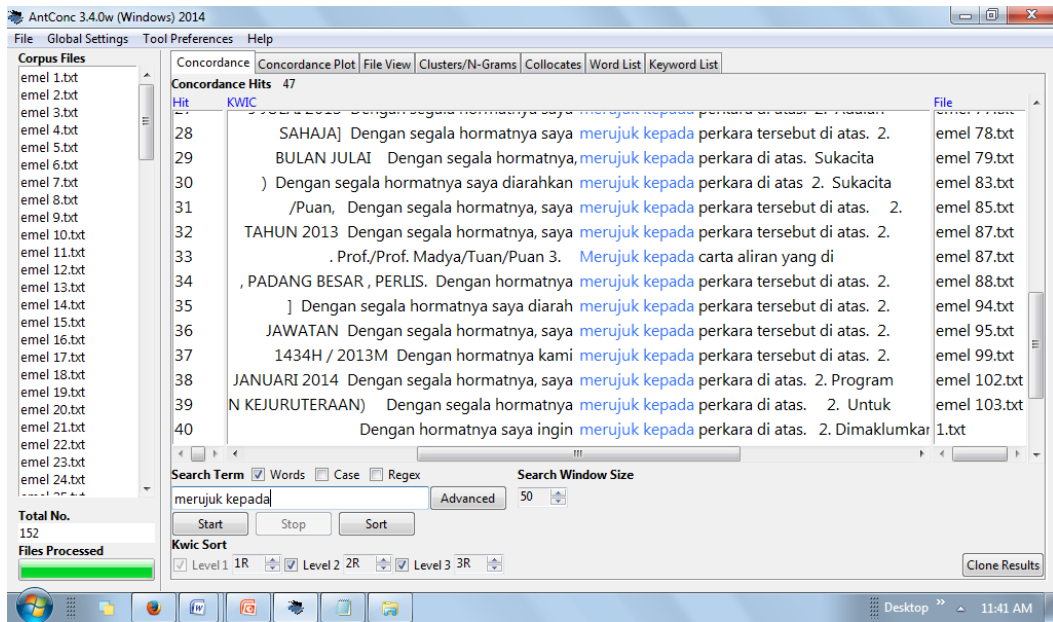 AntConc 3.4.0w (Windows) 2014
File Global Settings Tool Preferences Help
Corpus Files
emel 1.txt
emel 2.txt
emel 3.txt
emel 4.txt
emel 5.txt
emel 6.txt
emel 7.txt
emel 8.txt
emel 9.txt
emel 10.txt
emel 11.txt
emel 12.txt
emel 13.txt
emel 14.txt
emel 15.txt
emel 16.txt
emel 17.txt
emel 18.txt
emel 19.txt
emel 20.txt
emel 21.txt
emel 22.txt
emel 23.txt
emel 24.txt
Total No.
152
Files Processed
Concordance Concordance Plot File View Clusters/N-Grams Collocates Word List Keyword List
Concordance Hits 47
Hit KWIC File
28 SAHAJA] Dengan segala hormatnya saya merujuk kepada perkara tersebut di atas. 2. emel 78.txt
29 BULAN JULAI Dengan segala hormatnya, merujuk kepada perkara di atas. Sukacita emel 79.txt
30 ) Dengan segala hormatnya saya diarahkan merujuk kepada perkara di atas 2. Sukacita emel 83.txt
31 /Puan, Dengan segala hormatnya, saya merujuk kepada perkara tersebut di atas. 2. emel 85.txt
32 TAHUN 2013 Dengan segala hormatnya, saya merujuk kepada perkara tersebut di atas. 2. emel 87.txt
33 . Prof./Prof. Madya/Tuan/Puan 3. Merujuk kepada carta aliran yang di emel 87.txt
34 , PADANG BESAR , PERLIS. Dengan hormatnya merujuk kepada perkara tersebut di atas. 2. emel 88.txt
35 ] Dengan segala hormatnya saya diarah merujuk kepada perkara tersebut di atas. 2. emel 94.txt
36 JAWATAN Dengan segala hormatnya, saya merujuk kepada perkara tersebut di atas. 2. emel 95.txt
37 1434H / 2013M Dengan hormatnya kami merujuk kepada perkara tersebut di atas. 2. emel 99.txt
38 JANUARI 2014 Dengan segala hormatnya, saya merujuk kepada perkara di atas. 2. Program emel 102.txt
39 N KEJURUTERAAN) Dengan segala hormatnya merujuk kepada perkara di atas. 2. Untuk emel 103.txt
40 Dengan hormatnya saya ingin merujuk kepada perkara di atas. 2. Dimaklumkan 1.txt
Search Term Words Case Regex Search Window Size
merujuk kepada Advanced 50
Start Stop Sort
Kwic Sort
Level 1 1R Level 2 2R Level 3 3R Clone Results
Desktop 11:41 AM